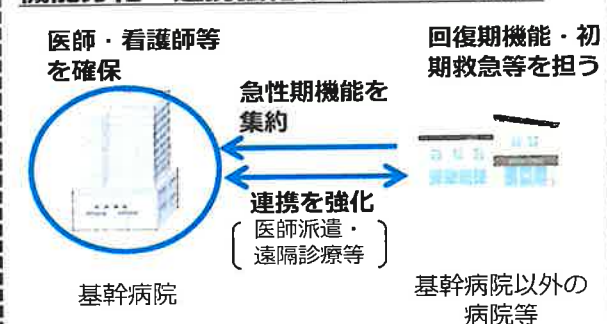 医師・看護師等
を確保
回復期機能・初
期救急等を担う
急性期機能を
集約
連携を強化
医師派遣・
遠隔診療等
基幹病院
基幹病院以外の
病院等